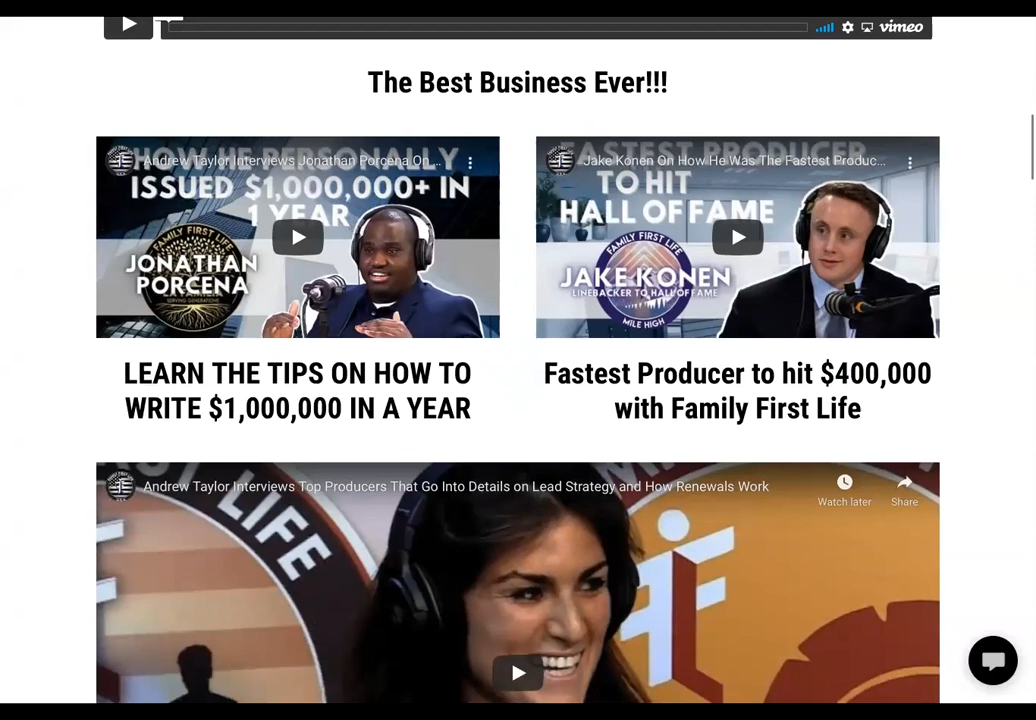 vimeo
The Best Business Ever!!!
HOW HE PERSONALLY
Andrew Taylor Interviews Jonathan Porcena On ...
ISSUED $1,000,000+ IN
1 YEAR
FAMILY FIRST LIFE
JONATHAN
PORCENA
SERVING GENERATIONS
FASTEST PRODUCER
Jake Konen On How He Was The Fastest Produc...
TO HIT
HALL OF FAME
FAMILY FIRST LIFE
JAKE KONEN
LINEBACKER TO HALL OF FAME
MILE HIGH
LEARN THE TIPS ON HOW TO
WRITE $1,000,000 IN A YEAR
Fastest Producer to hit $400,000
with Family First Life
Andrew Taylor Interviews Top Producers That Go Into Details on Lead Strategy and How Renewals Work
Watch later
Share
LIFE